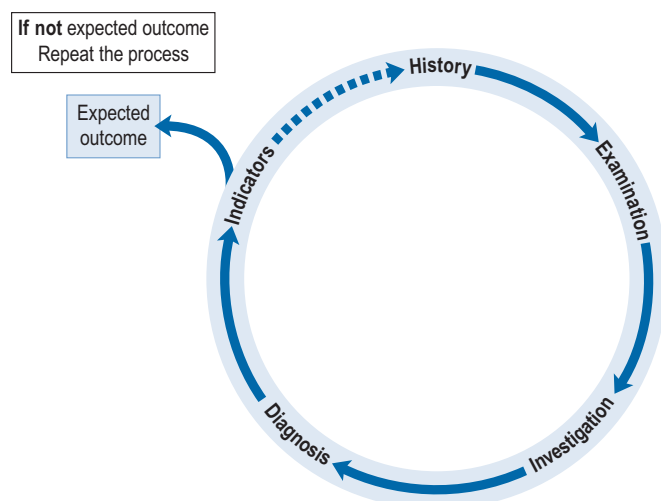 If not expected outcome
Repeat the process
Expected
outcome
History
Examination
Investigation
Diagnosis
Indicators